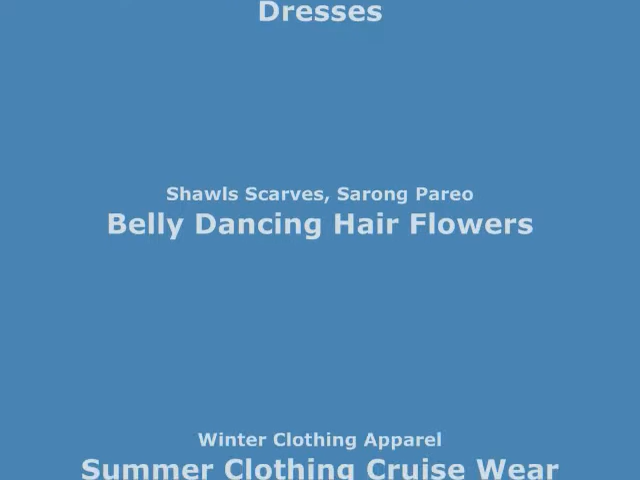 Dresses
Shawls Scarves, Sarong Pareo
Belly Dancing Hair Flowers
Winter Clothing Apparel
Summer Clothing Cruise Wear